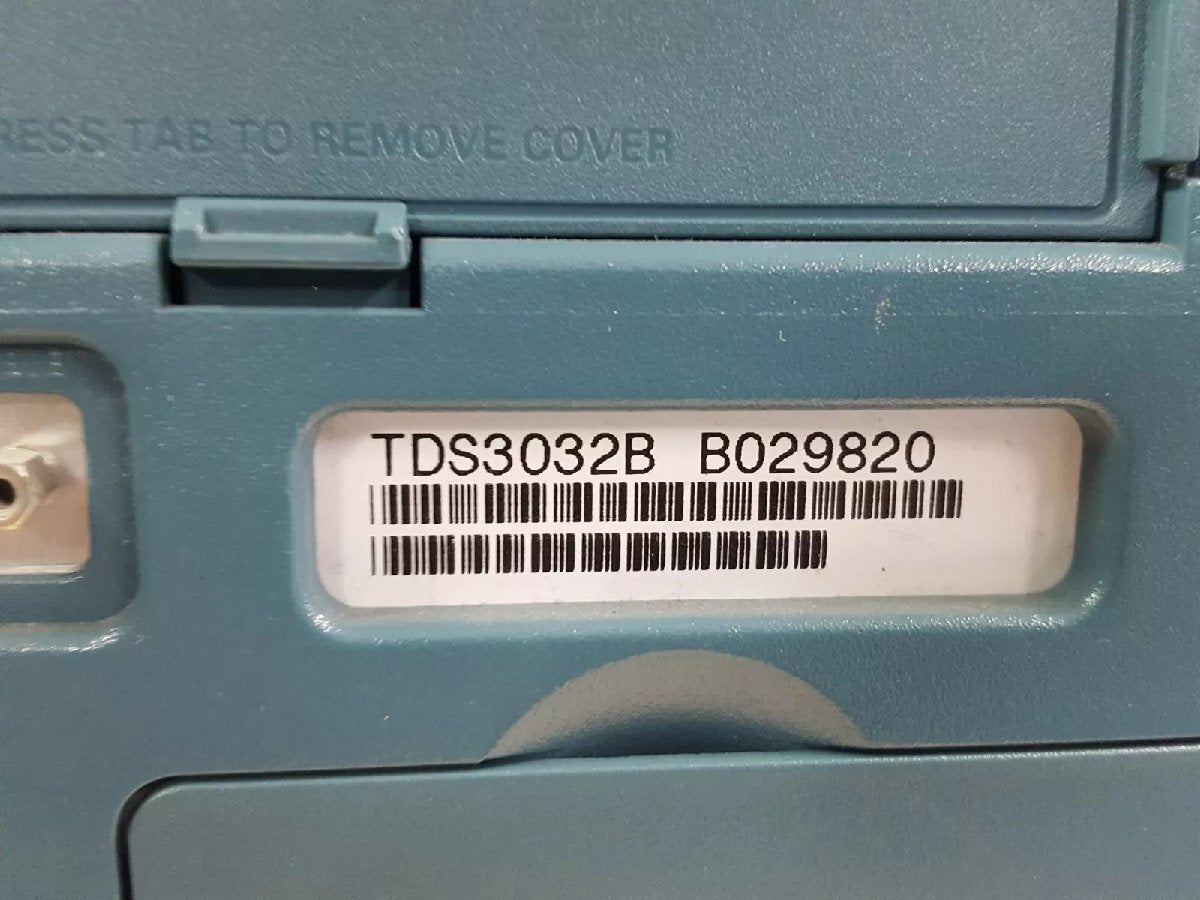 RESS TAB TO REMOVE COVER
TDS3032B B029820